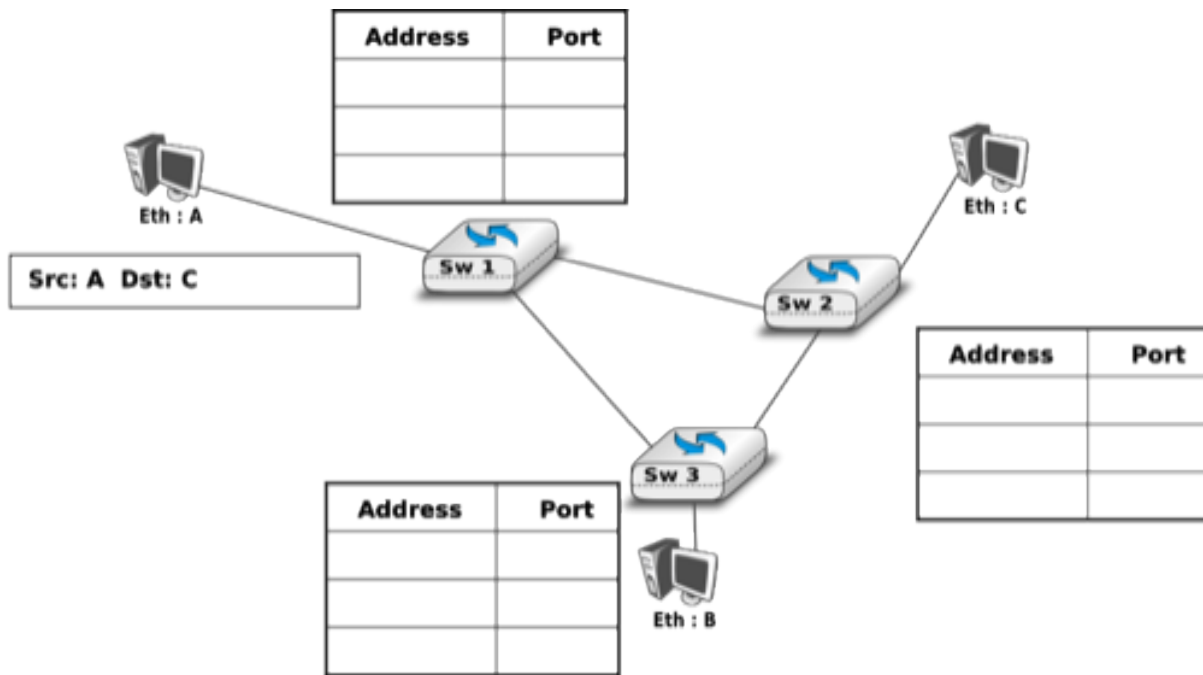 Address Port
Eth : A
Eth : C
Src: A Dst: C
Sw 1
Sw 2
Address Port
Sw 3
Address Port
Eth : B